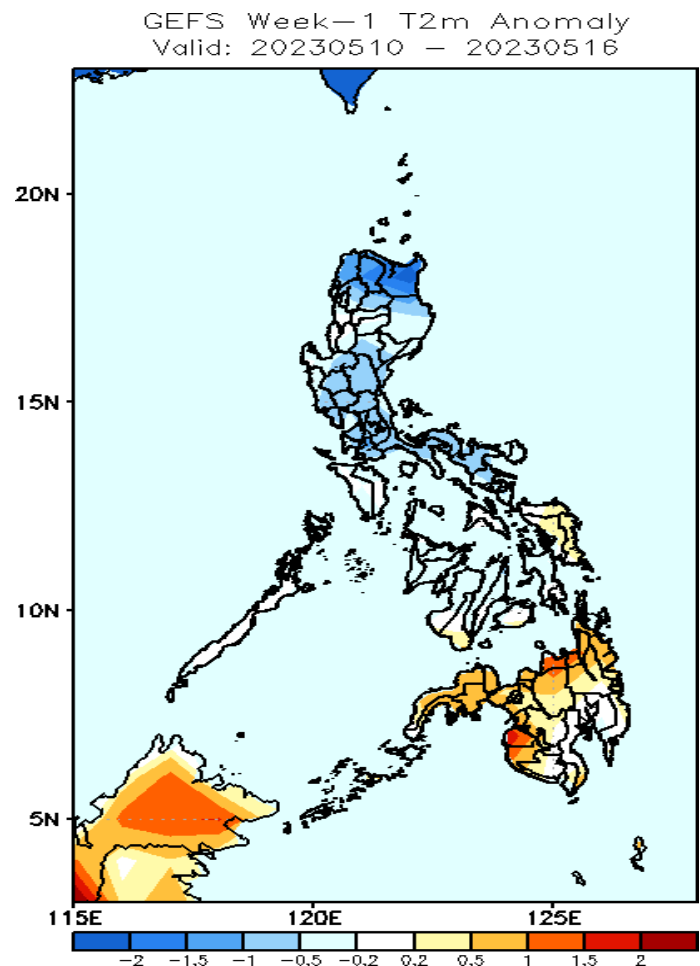 GEFS Week-1 T2m Anomaly
Valid: 20230510 - 20230516
20N
15N
10N
5N
115E 120E 125E
-2 -1.5 -1 -0.5 -0.2 0.2 0.5 1 1.5 2